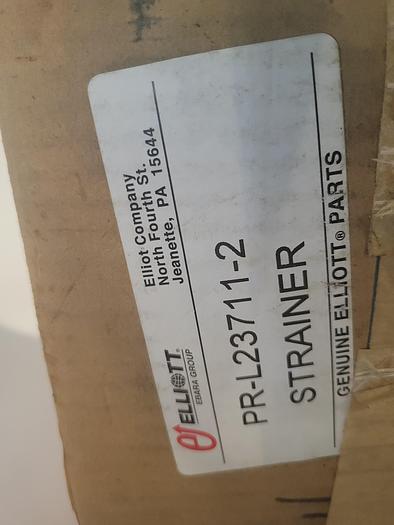 ELLIOTT®
EBARA GROUP
Elliot Company
North Fourth St.
Jeanette, PA 15644
PR-L23711-2
STRAINER
GENUINE ELLIOTT® PARTS